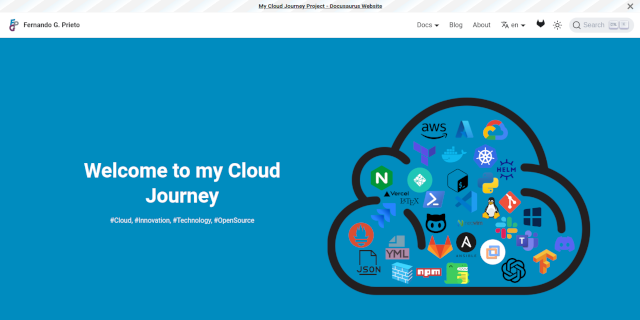 My Cloud Journey Project - Docusaurus Website
Fernando G. Prieto
Docs
Blog
About
en
Search
Welcome to my Cloud
Journey
#Cloud, #Innovation, #Technology, #OpenSource
aws
HELM
Vercel
LATEX
YML
JSON
npm